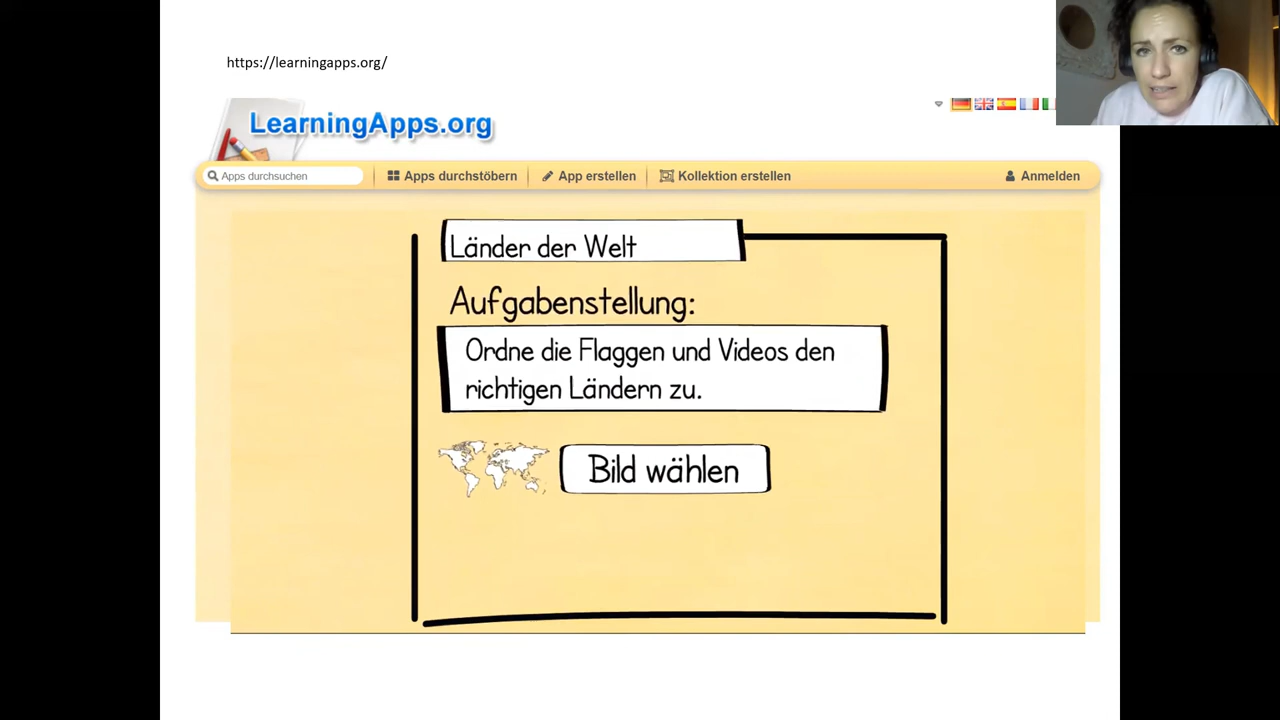 https://learningapps.org/
LearningApps.org
Apps durchsuchen
Apps durchstöbern
App erstellen
Kollektion erstellen
Anmelden
Länder der Welt
Aufgabenstellung:
Ordne die Flaggen und Videos den
richtigen Ländern zu.
Bild wählen